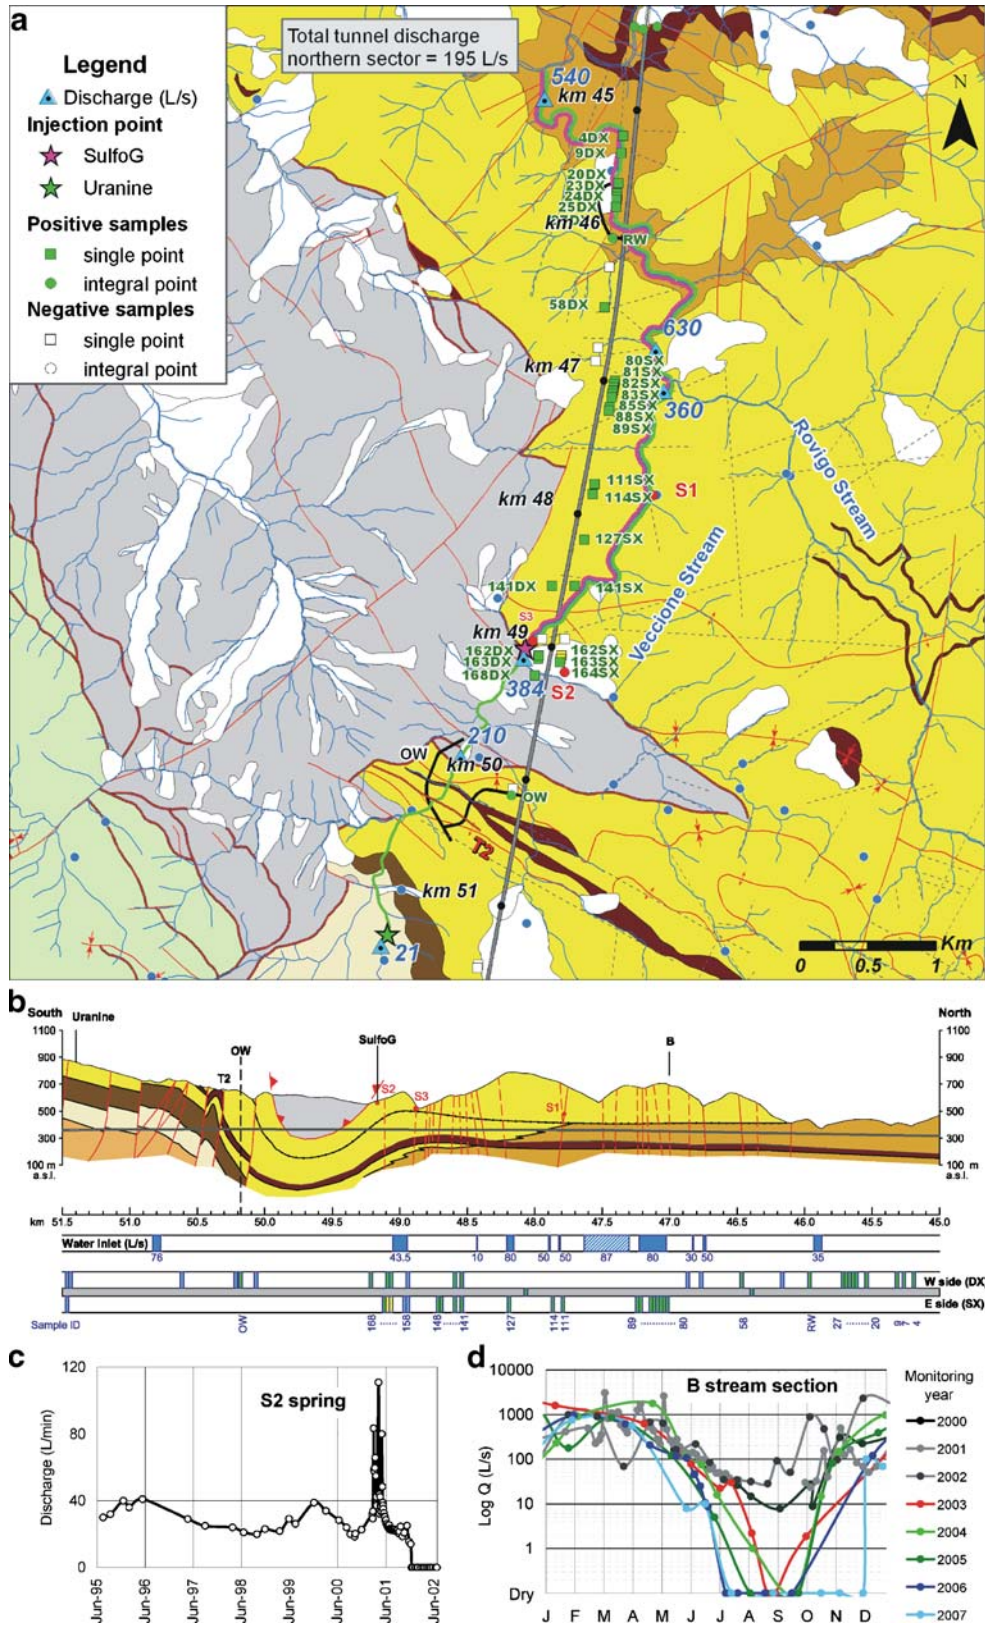 a
Total tunnel discharge
northern sector = 195 L/s
Legend
Discharge (L/s)
Injection point
SulfoG
Uranine
Positive samples
single point
integral point
Negative samples
single point
integral point
N
540
km 45
4DX
9DX
20DX
23DX
24DX
25DX
km 46
RW
58DX
630
km 47
80SX
81SX
82SX
83SX
85SX
88SX
89SX
360
Rovigo Stream
111SX
114SX
S1
km 48
127SX
Veccione Stream
141DX
141SX
S3
km 49
162DX
163DX
168DX
162SX
163SX
164SX
384
S2
210
OW
km 50
OW
T2
km 51
21
Km
0 0.5 1
b
South
North
Uranine
OW
T2
SulfoG
S2
S3
S1
B
1100
900
700
500
300
100 m
a.s.l.
1100
900
700
500
300
100 m
a.s.l.
km 51.5 51.0 50.5 50.0 49.5 49.0 48.5 48.0 47.5 47.0 46.5 46.0 45.5 45.0
Water Inlet (L/s)
76 43.5 10 80 50 50 87 80 30 50 35
W side (DX)
E side (SX)
Sample ID OW 168 158 148 141 127 114 111 89 80 58 RW 27 20 9 7 4
c
S2 spring
Discharge (L/min)
120
80
40
0
Jun-95 Jun-96 Jun-97 Jun-98 Jun-99 Jun-00 Jun-01 Jun-02
d
B stream section
Log Q (L/s)
10000
1000
100
10
1
Dry
J F M A M J J A S O N D
Monitoring
year
2000
2001
2002
2003
2004
2005
2006
2007